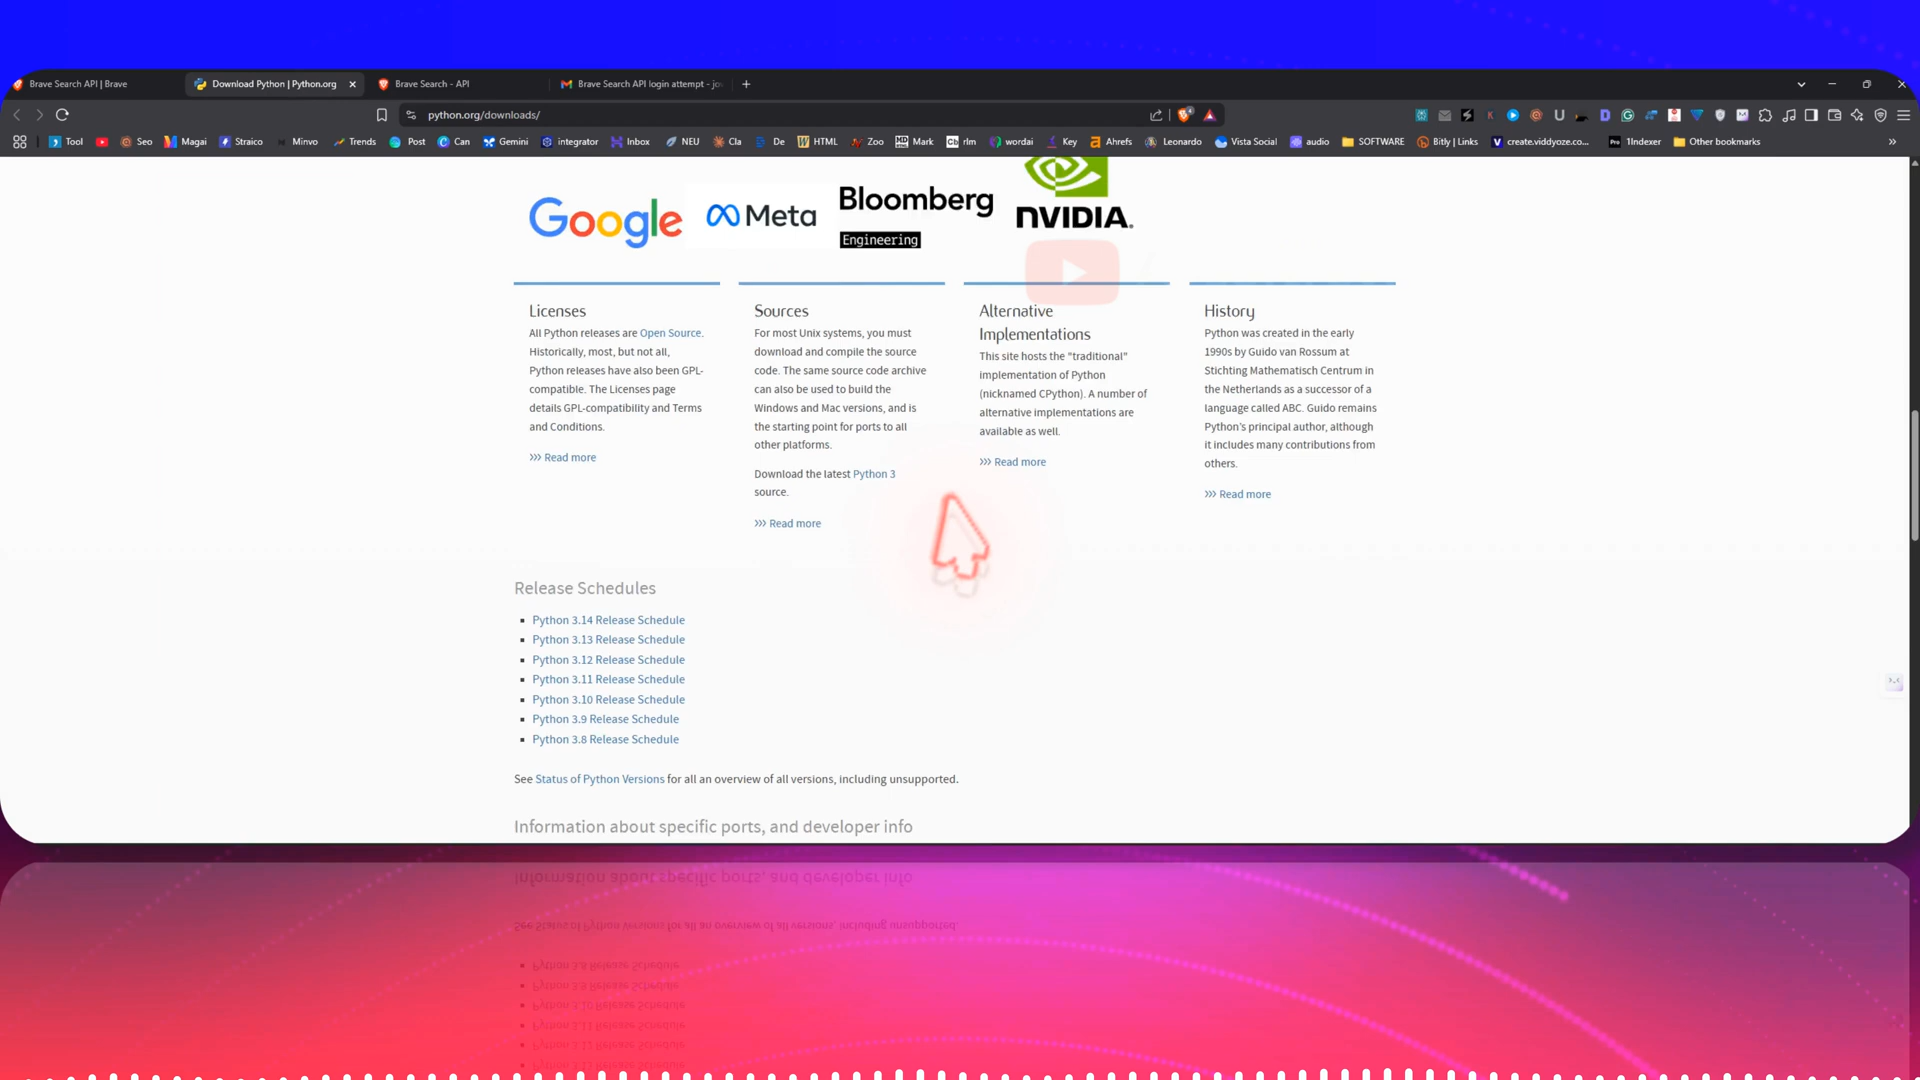 Brave Search API | Brave
Download Python | Python.org
Brave Search - API
Brave Search API login attempt - jo
python.org/downloads/
Tool
Seo
Magai
Straico
Minvo
Trends
Post
Can
Gemini
integrator
Inbox
NEU
Cla
De
HTML
Zoo
Mark
rlm
wordai
Key
Ahrefs
Leonardo
Vista Social
audio
SOFTWARE
Bitly | Links
create.viddyoze.co...
1Indexer
Other bookmarks
Google
Meta
Bloomberg
Engineering
NVIDIA.
Licenses
All Python releases are Open Source.
Historically, most, but not all,
Python releases have also been GPL-
compatible. The Licenses page
details GPL-compatibility and Terms
and Conditions.
>>> Read more
Sources
For most Unix systems, you must
download and compile the source
code. The same source code archive
can also be used to build the
Windows and Mac versions, and is
the starting point for ports to all
other platforms.
Download the latest Python 3
source.
>>> Read more
Alternative
Implementations
This site hosts the "traditional"
implementation of Python
(nicknamed CPython). A number of
alternative implementations are
available as well.
>>> Read more
History
Python was created in the early
1990s by Guido van Rossum at
Stichting Mathematisch Centrum in
the Netherlands as a successor of a
language called ABC. Guido remains
Python's principal author, although
it includes many contributions from
others.
>>> Read more
Release Schedules
Python 3.14 Release Schedule
Python 3.13 Release Schedule
Python 3.12 Release Schedule
Python 3.11 Release Schedule
Python 3.10 Release Schedule
Python 3.9 Release Schedule
Python 3.8 Release Schedule
See Status of Python Versions for all an overview of all versions, including unsupported.
Information about specific ports, and developer info